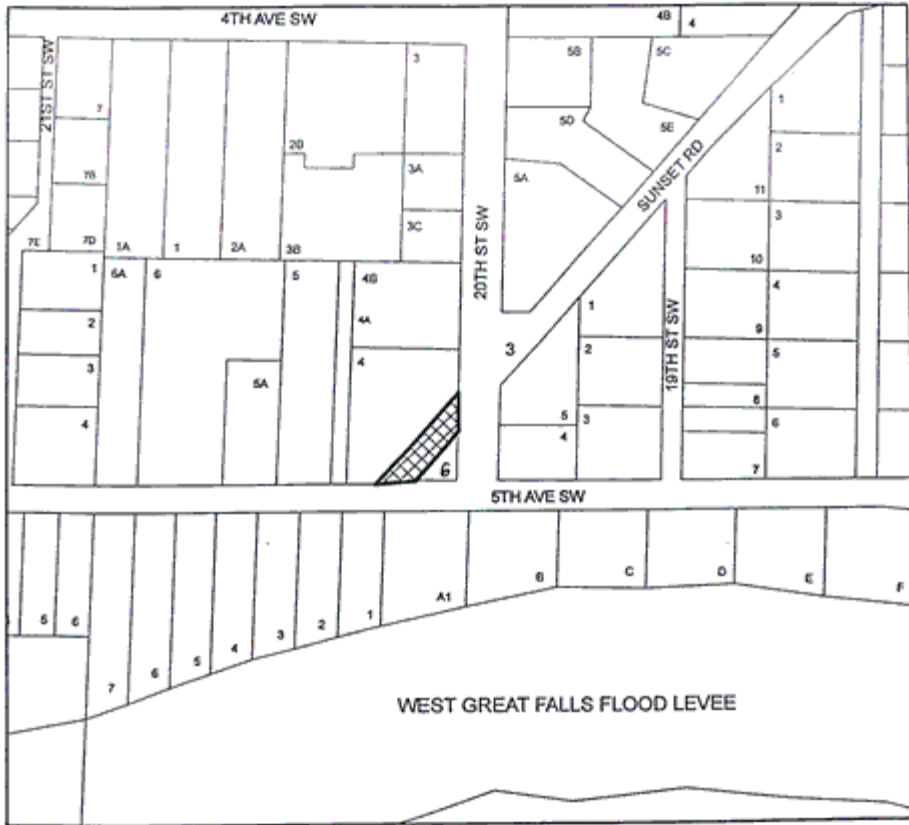 4TH AVE SW
4B
4
21ST ST SW
3
5B
5C
7
1
5D
5E
2B
2
3A
5A
SUNSET RD
7B
11
3
3C
7E
7D
1A
1
2A
3B
10
20TH ST SW
1
6A
6
5
4B
4
1
19TH ST SW
2
4A
9
3
2
5
3
4
5A
8
4
5
3
6
4
6
7
5TH AVE SW
C
D
B
E
A1
F
5
6
1
2
3
4
5
6
7
WEST GREAT FALLS FLOOD LEVEE